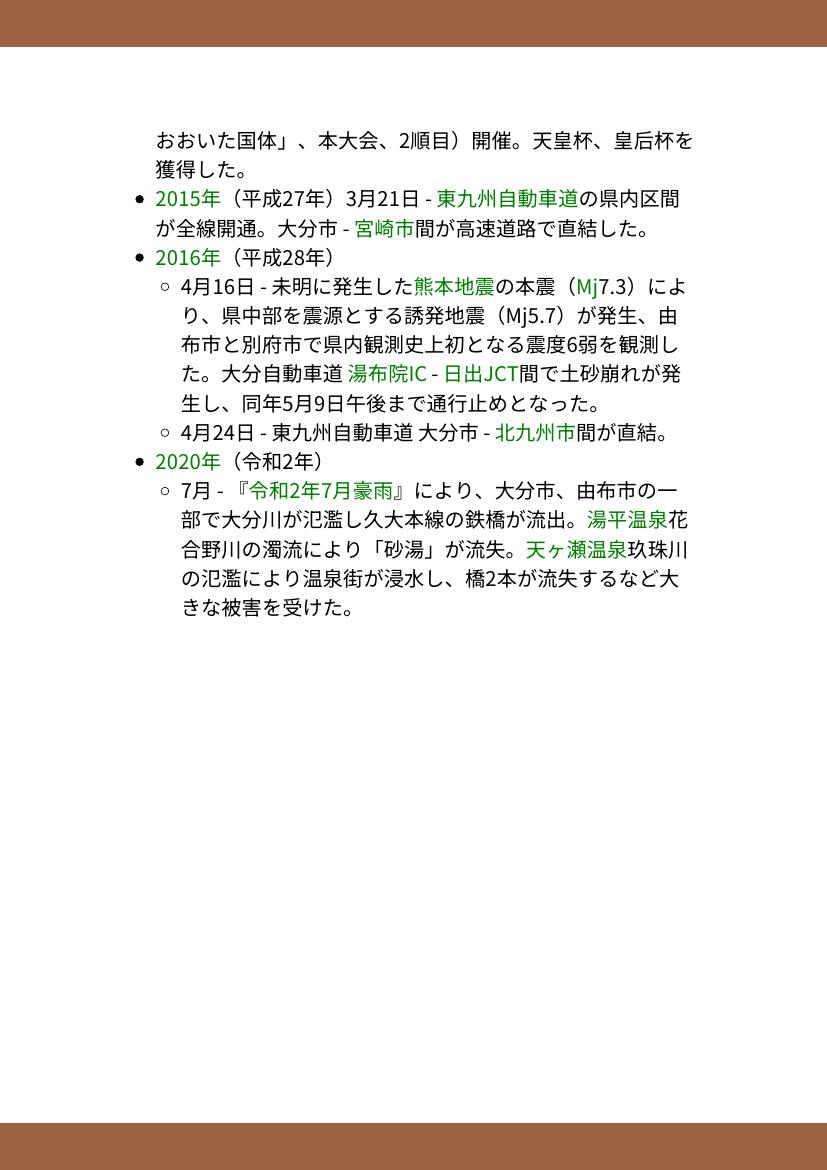 おおいた国体」、本大会、2順目）開催。天皇杯、皇后杯を
獲得した。
• 2015年（平成27年）3月21日 - 東九州自動車道の県内区間
が全線開通。大分市 - 宮崎市間が高速道路で直結した。
• 2016年（平成28年）
◦ 4月16日 - 未明に発生した熊本地震の本震（Mj7.3）によ
り、県中部を震源とする誘発地震（Mj5.7）が発生、由
布市と別府市で県内観測史上初となる震度6弱を観測し
た。大分自動車道 湯布院IC - 日出JCT間で土砂崩れが発
生し、同年5月9日午後まで通行止めとなった。
◦ 4月24日 - 東九州自動車道 大分市 - 北九州市間が直結。
• 2020年（令和2年）
◦ 7月 - 『令和2年7月豪雨』により、大分市、由布市の一
部で大分川が氾濫し久大本線の鉄橋が流出。湯平温泉花
合野川の濁流により「砂湯」が流失。天ヶ瀬温泉玖珠川
の氾濫により温泉街が浸水し、橋2本が流失するなど大
きな被害を受けた。